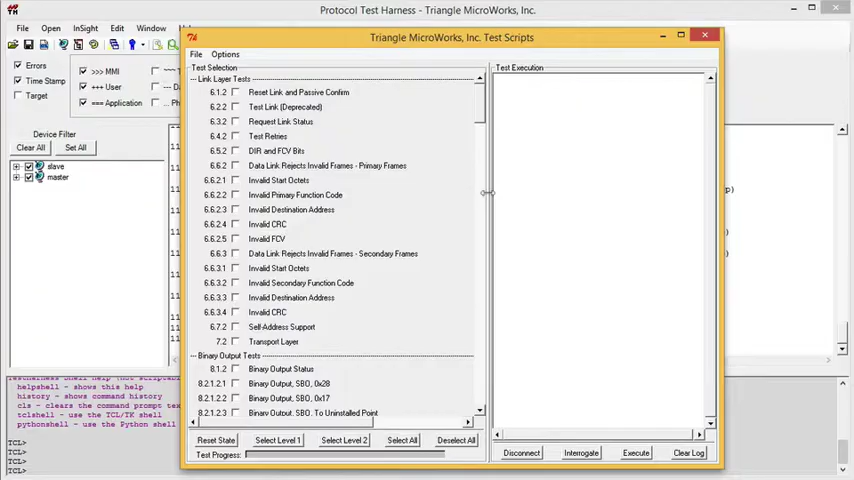 Protocol Test Harness - Triangle MicroWorks, Inc.
File Open InSight Edit Window
Errors
Time Stamp
Target
>>> MMI
+++ User
=== Application
Device Filter
Clear All Set All
slave
master
Triangle MicroWorks, Inc. Test Scripts
File Options
Test Selection
Link Layer Tests
6.1.2 Reset Link and Passive Confirm
6.2.2 Test Link (Deprecated)
6.3.2 Request Link Status
6.4.2 Test Retries
6.5.2 DIR and FCV Bits
6.6.2 Data Link Rejects Invalid Frames - Primary Frames
6.6.2.1 Invalid Start Octets
6.6.2.2 Invalid Primary Function Code
6.6.2.3 Invalid Destination Address
6.6.2.4 Invalid CRC
6.6.2.5 Invalid FCV
6.6.3 Data Link Rejects Invalid Frames - Secondary Frames
6.6.3.1 Invalid Start Octets
6.6.3.2 Invalid Secondary Function Code
6.6.3.3 Invalid Destination Address
6.6.3.4 Invalid CRC
6.7.2 Self-Address Support
7.2 Transport Layer
Binary Output Tests
8.1.2 Binary Output Status
8.2.1.2.1 Binary Output, SBO, 0x28
8.2.1.2.2 Binary Output, SBO, 0x17
8.2.1.2.3 Binary Output, SBO, To Uninstalled Point
Reset State Select Level 1 Select Level 2 Select All Deselect All
Test Progress:
Test Execution
Disconnect Interrogate Execute Clear Log
helpshell - shows this help
history - shows command history
cls - clears the command prompt tex
tclshell - use the TCL/TK shell
pythonshell - use the Python shell
TCL>
TCL>
TCL>